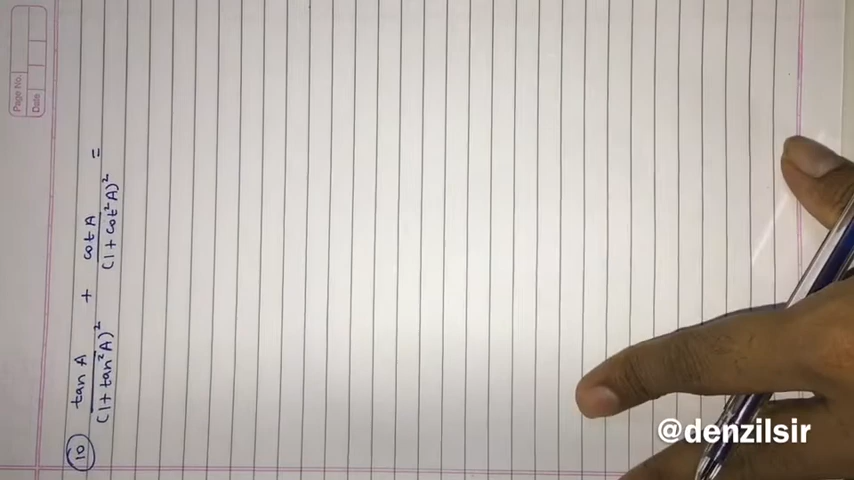 Page No.
Date
10 tan A / (1 + tan²A)² + cot A / (1 + cot²A)² =
@denzilsir